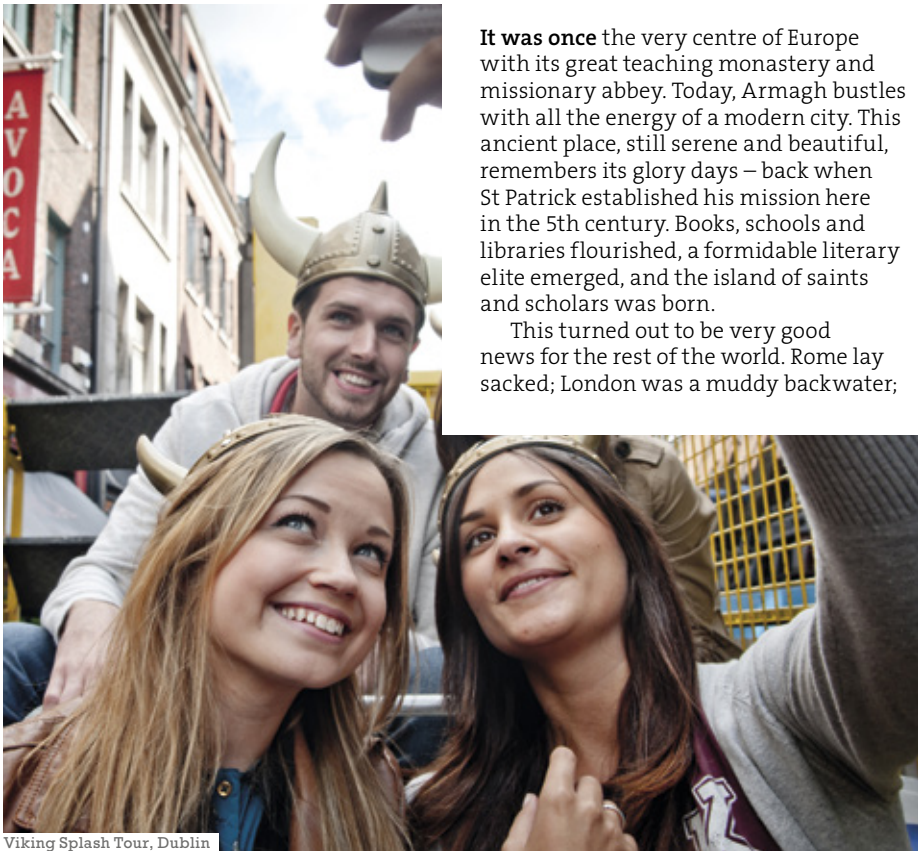 It was once the very centre of Europe
with its great teaching monastery and
missionary abbey. Today, Armagh bustles
with all the energy of a modern city. This
ancient place, still serene and beautiful,
remembers its glory days – back when
St Patrick established his mission here
in the 5th century. Books, schools and
libraries flourished, a formidable literary
elite emerged, and the island of saints
and scholars was born.
This turned out to be very good
news for the rest of the world. Rome lay
sacked; London was a muddy backwater;
AVOCA
Viking Splash Tour, Dublin